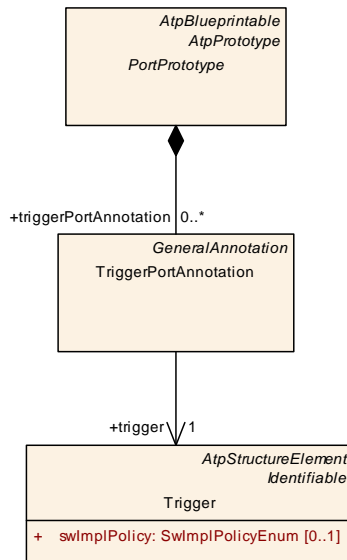 AtpBlueprintable
AtpPrototype
PortPrototype
+triggerPortAnnotation 0..*
GeneralAnnotation
TriggerPortAnnotation
+trigger 1
AtpStructureElement
Identifiable
Trigger
+ swImplPolicy: SwImplPolicyEnum [0..1]